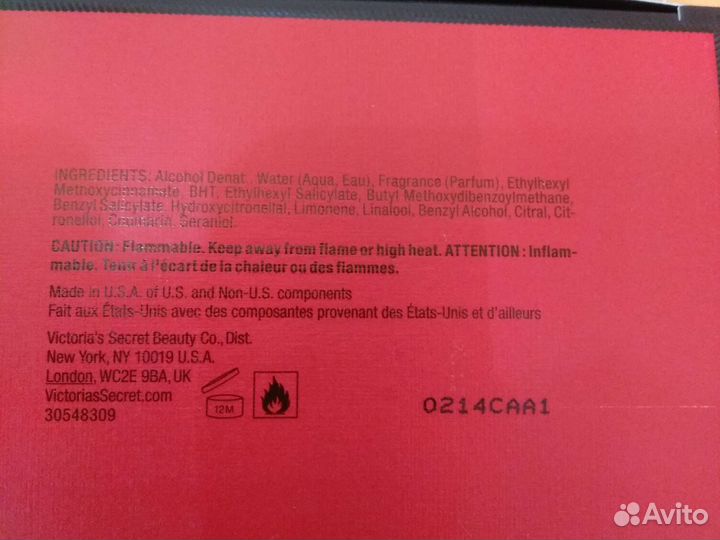 INGREDIENTS: Alcohol Denat., Water (Aqua, Eau), Fragrance (Parfum), Ethylhexyl
Methoxycinnamate, BHT, Ethylhexyl Salicylate, Butyl Methoxydibenzoylmethane,
Benzyl Salicylate, Hydroxycitronellal, Limonene, Linalool, Benzyl Alcohol, Citral, Cit-
ronellol, Coumarin, Geraniol.
CAUTION: Flammable. Keep away from flame or high heat. ATTENTION: Inflam-
mable. Tenir à l'écart de la chaleur ou des flammes.
Made in U.S.A. of U.S. and Non-U.S. components
Fait aux États-Unis avec des composantes provenant des États-Unis et d'ailleurs
Victoria's Secret Beauty Co., Dist.
New York, NY 10019 U.S.A.
London, WC2E 9BA, UK
VictoriasSecret.com
30548309
12M
0214CAA1
Avito